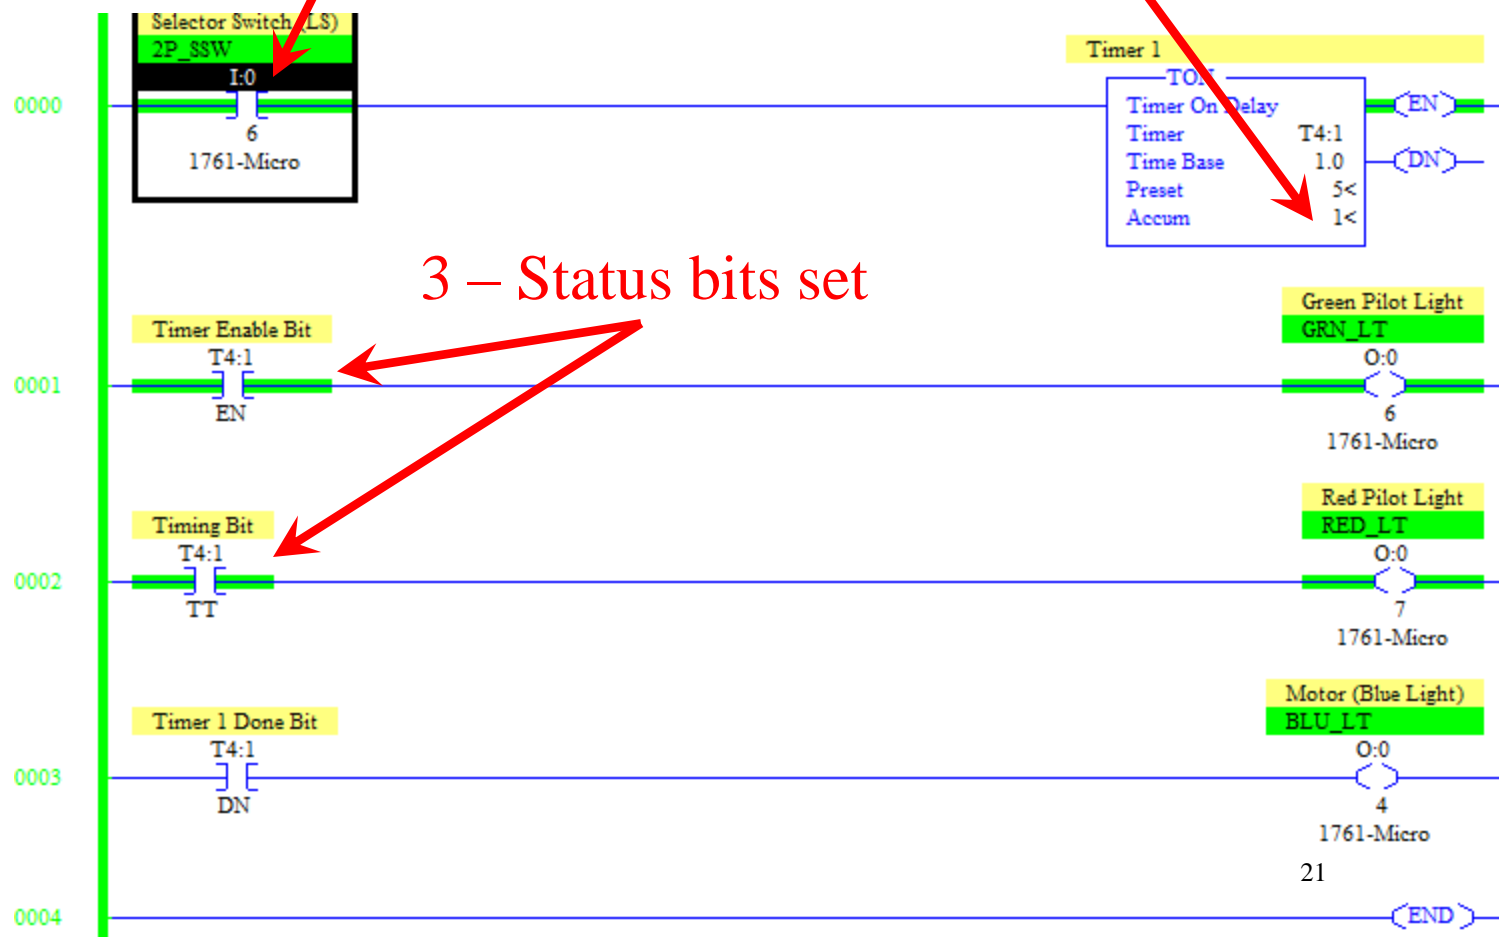 Selector Switch (LS)
2P_SSW
I:0
0000
6
1761-Micro
Timer 1
TON
Timer On Delay
Timer T4:1
Time Base 1.0
Preset 5<
Accum 1<
EN
DN
3 – Status bits set
Timer Enable Bit
T4:1
0001
EN
Green Pilot Light
GRN_LT
O:0
6
1761-Micro
Timing Bit
T4:1
0002
TT
Red Pilot Light
RED_LT
O:0
7
1761-Micro
Timer 1 Done Bit
T4:1
0003
DN
Motor (Blue Light)
BLU_LT
O:0
4
1761-Micro
21
0004
END